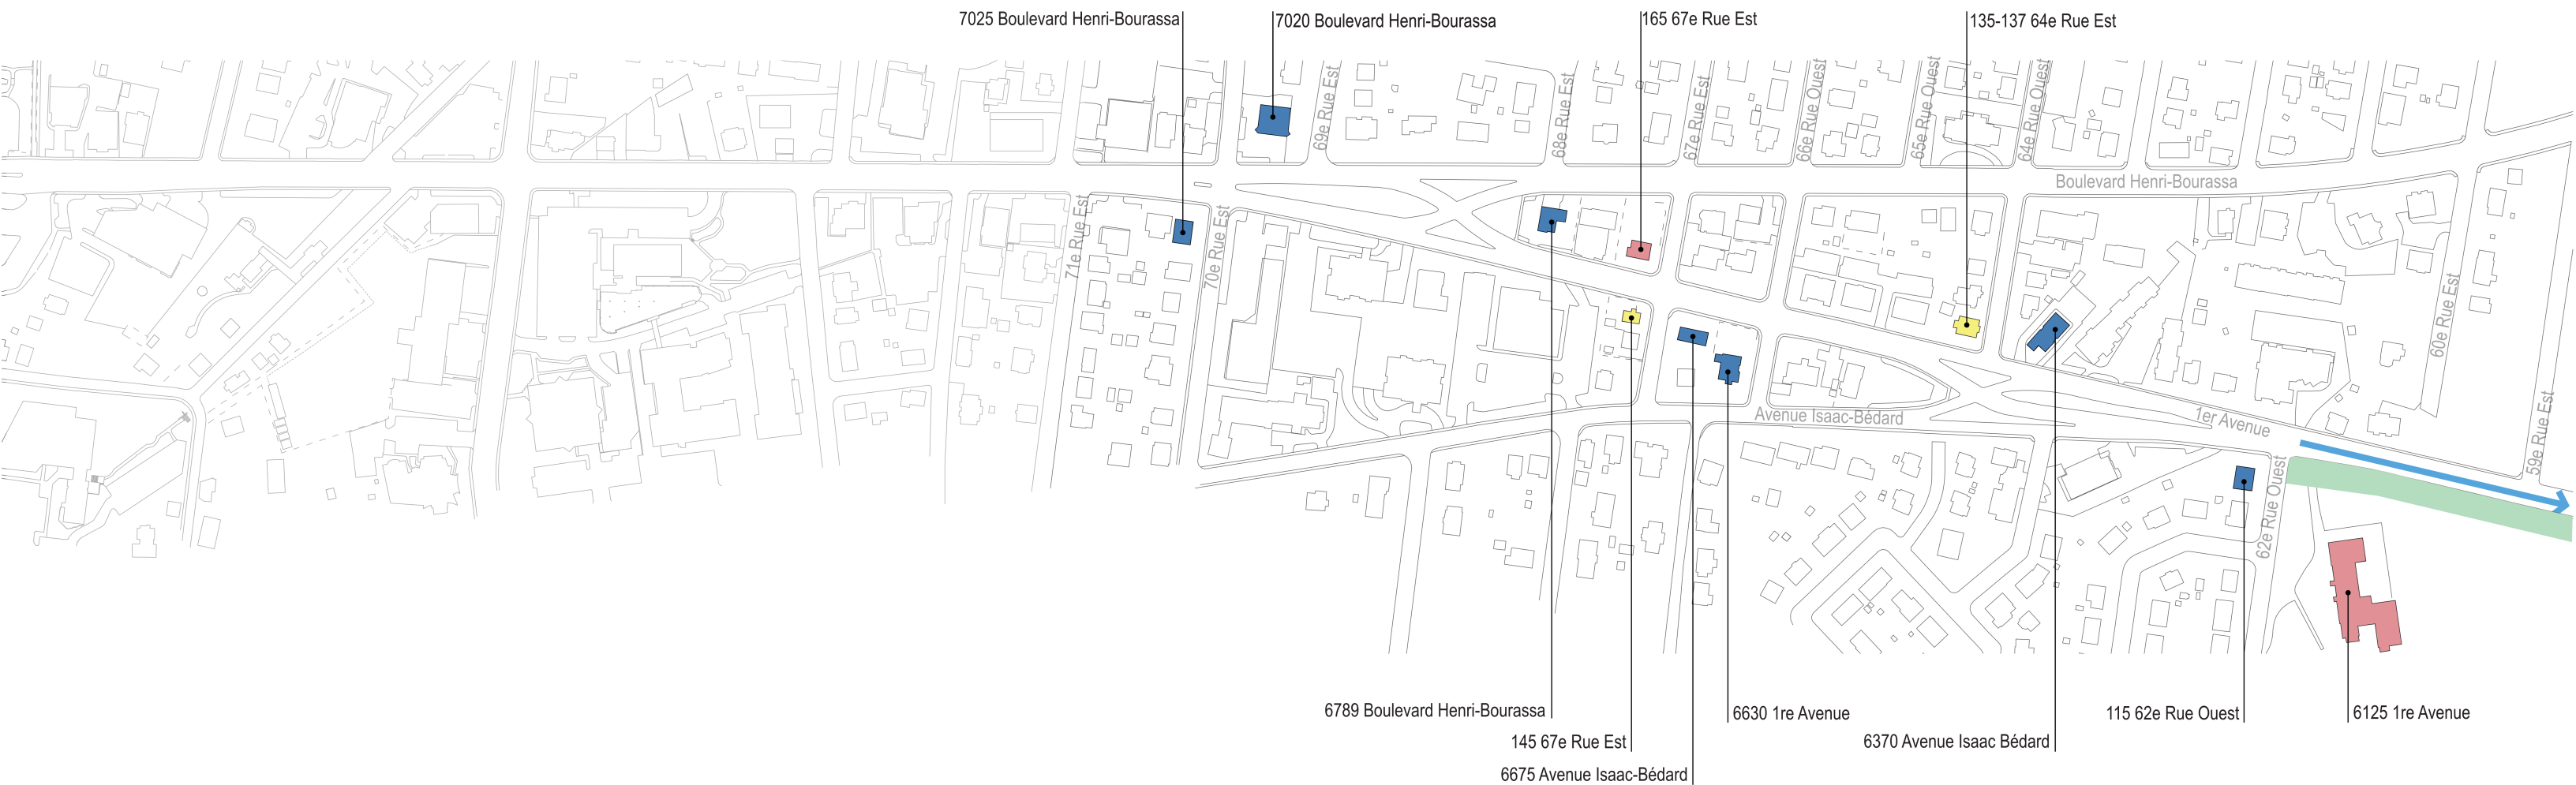 7025 Boulevard Henri-Bourassa
7020 Boulevard Henri-Bourassa
165 67e Rue Est
135-137 64e Rue Est
69e Rue Est
68e Rue Est
67e Rue Est
66e Rue Ouest
65e Rue Ouest
64e Rue Ouest
Boulevard Henri-Bourassa
71e Rue Est
70e Rue Est
60e Rue Est
Avenue Isaac-Bédard
1er Avenue
59e Rue Est
62e Rue Ouest
6789 Boulevard Henri-Bourassa
6630 1re Avenue
115 62e Rue Ouest
6125 1re Avenue
145 67e Rue Est
6370 Avenue Isaac Bédard
6675 Avenue Isaac-Bédard